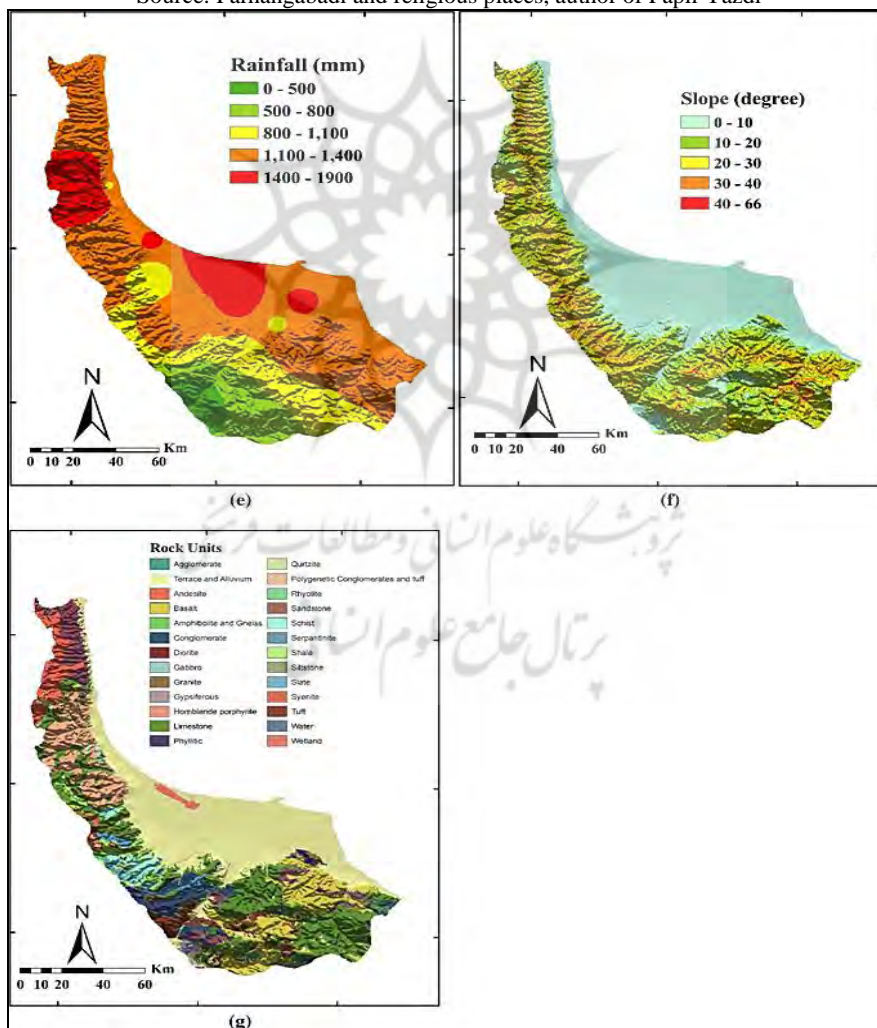 Source: Farhangabadi and religious places, author of Papli Yazdi
Rainfall (mm)
0 - 500
500 - 800
800 - 1,100
1,100 - 1,400
1400 - 1900
N
Km
0 10 20 40 60
(e)
Slope (degree)
0 - 10
10 - 20
20 - 30
30 - 40
40 - 66
N
Km
0 10 20 40 60
(f)
پژوهشگاه علوم انسانی و مطالعات فرهنگی
پرتال جامع علوم انسانی
Rock Units
Agglomerate
Terrace and Alluvium
Andesite
Basalt
Amphibolite and Gneiss
Conglomerate
Diorite
Gabbro
Granite
Gypsiferous
Hornblande porphyrite
Limestone
Phyllitic
Qurtzite
Polygenetic Conglomerates and tuff
Rhyolite
Sandstone
Schist
Serpantinite
Shale
Siltstone
Slate
Syenite
Tuff
Water
Wetland
N
Km
0 10 20 40 60
(g)